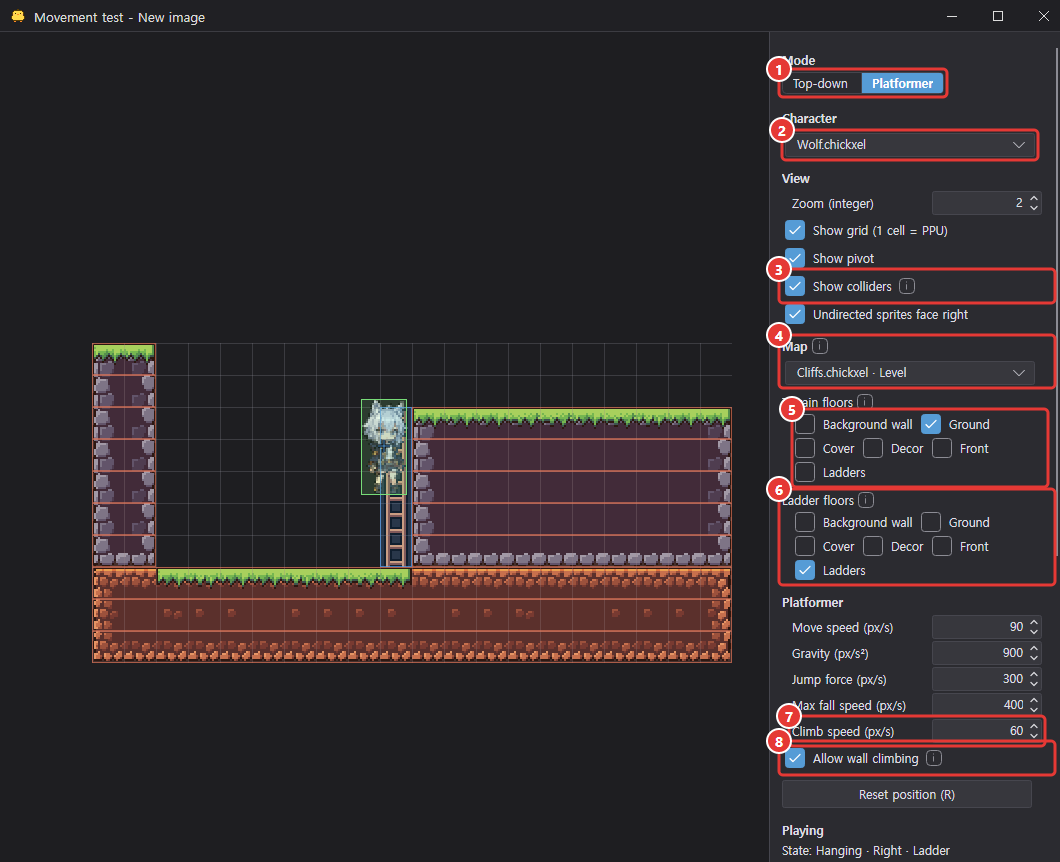 Movement test - New image
Mode
1
Top-down Platformer
Character
2
Wolf.chickxel
View
Zoom (integer) 2
Show grid (1 cell = PPU)
Show pivot
3
Show colliders i
Undirected sprites face right
4
Map i
Cliffs.chickxel · Level
rain floors i
5
Background wall Ground
Cover Decor Front
Ladders
6
Ladder floors i
Background wall Ground
Cover Decor Front
Ladders
Platformer
Move speed (px/s) 90
Gravity (px/s²) 900
Jump force (px/s) 300
Max fall speed (px/s) 400
7
Climb speed (px/s) 60
8
Allow wall climbing i
Reset position (R)
Playing
State: Hanging · Right · Ladder